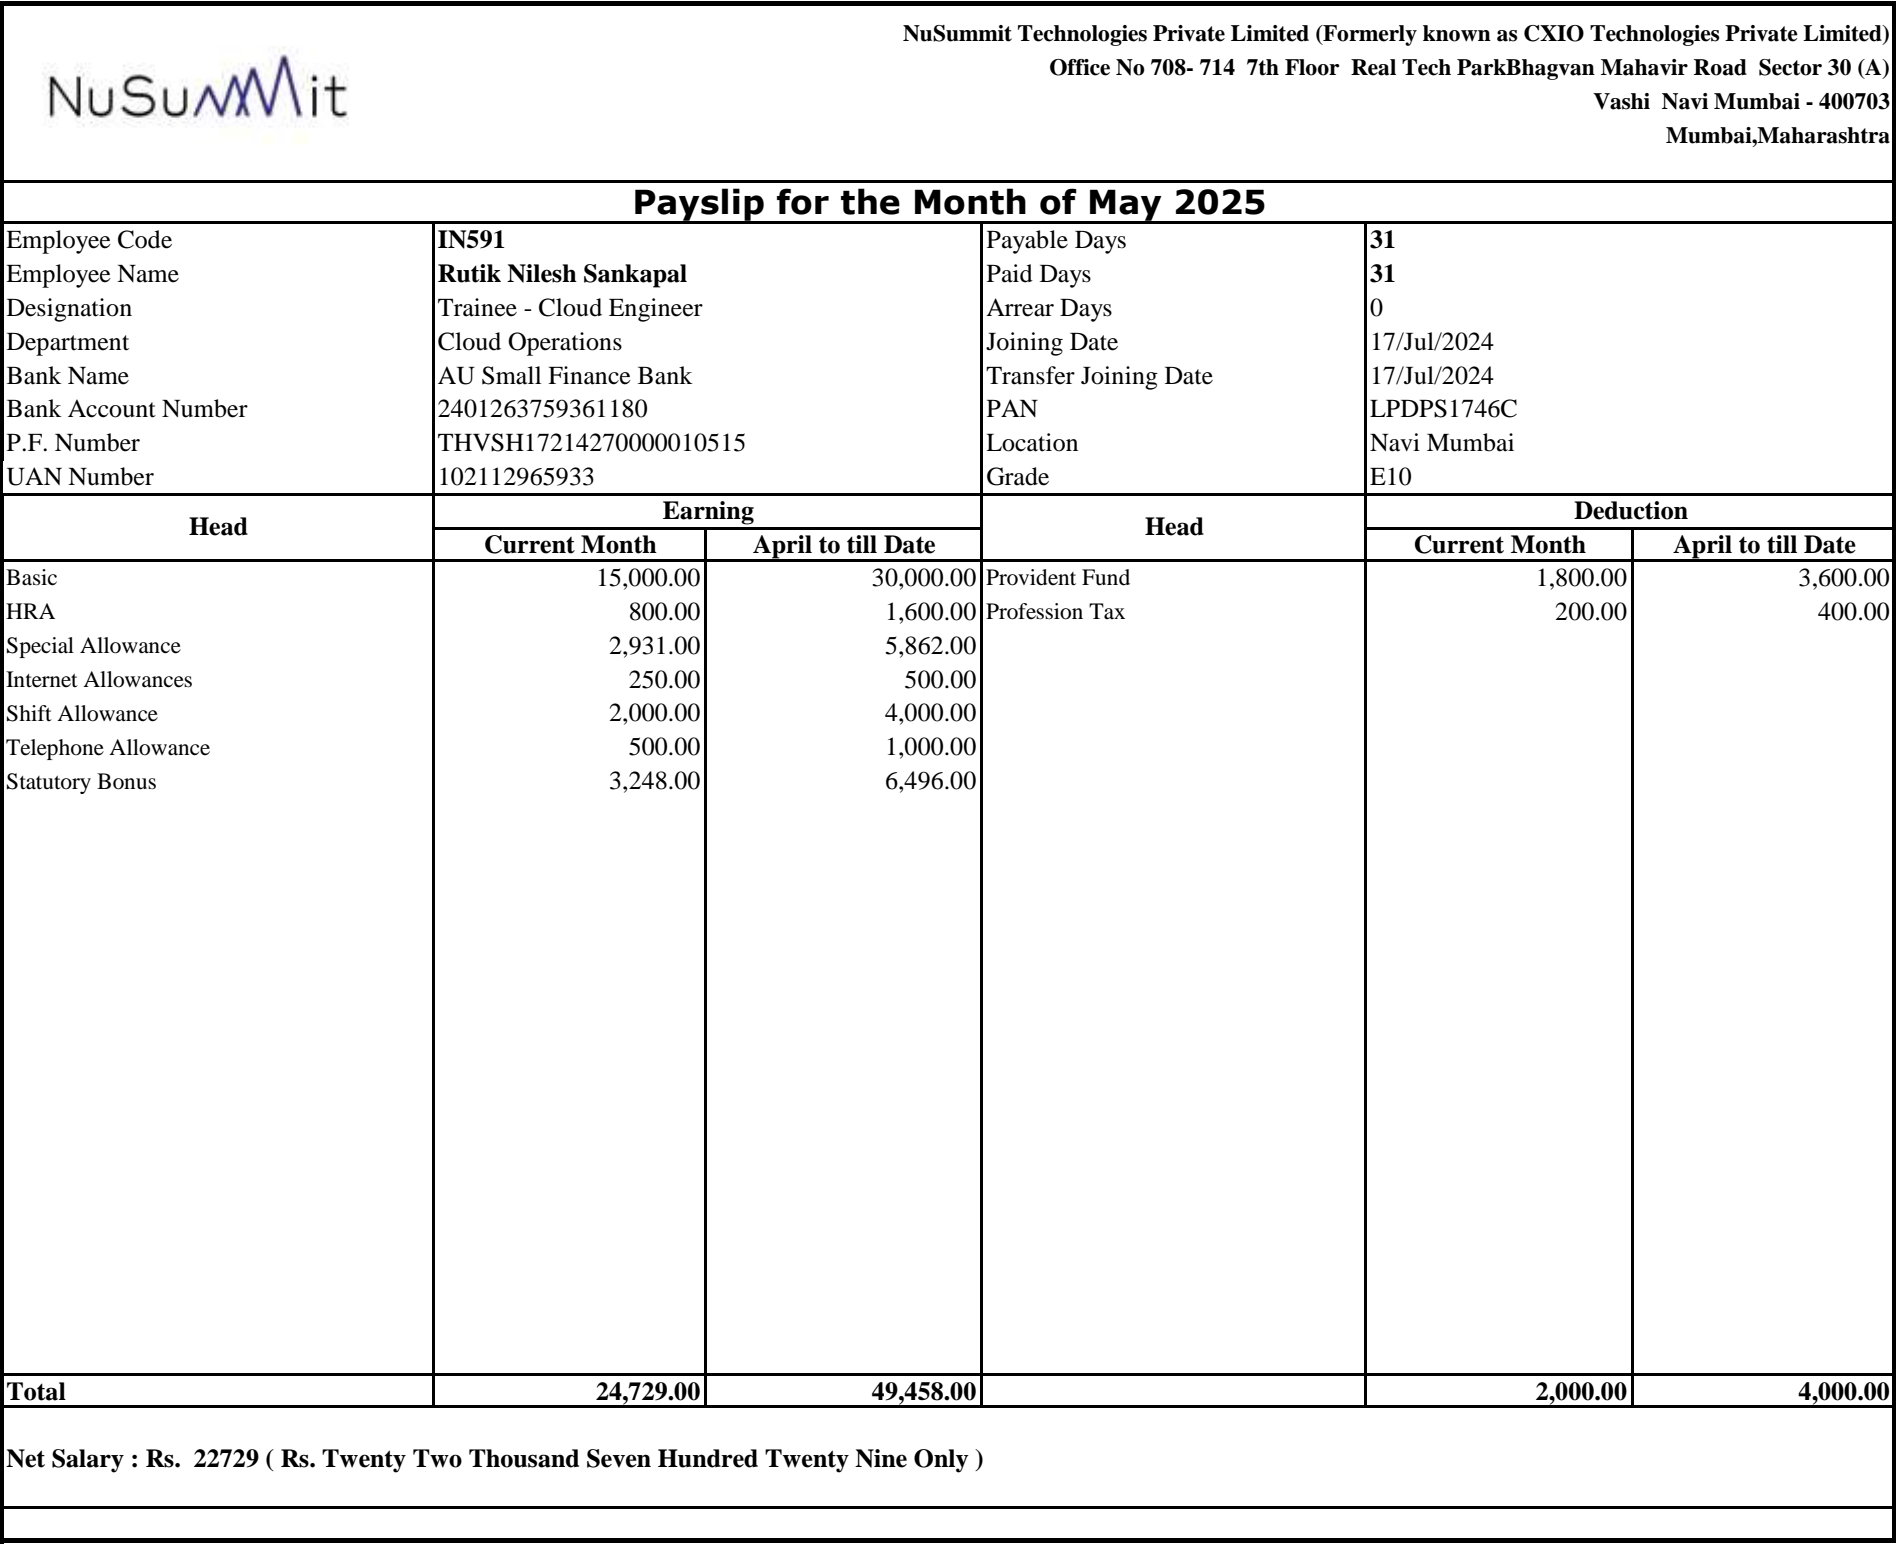 NuSummit
NuSummit Technologies Private Limited (Formerly known as CXIO Technologies Private Limited)
Office No 708- 714 7th Floor Real Tech ParkBhagvan Mahavir Road Sector 30 (A)
Vashi Navi Mumbai - 400703
Mumbai,Maharashtra
Payslip for the Month of May 2025
Employee Code IN591 Payable Days 31
Employee Name Rutik Nilesh Sankapal Paid Days 31
Designation Trainee - Cloud Engineer Arrear Days 0
Department Cloud Operations Joining Date 17/Jul/2024
Bank Name AU Small Finance Bank Transfer Joining Date 17/Jul/2024
Bank Account Number 2401263759361180 PAN LPDPS1746C
P.F. Number THVSH17214270000010515 Location Navi Mumbai
UAN Number 102112965933 Grade E10
Head Earning Head Deduction
Current Month April to till Date Current Month April to till Date
Basic 15,000.00 30,000.00 Provident Fund 1,800.00 3,600.00
HRA 800.00 1,600.00 Profession Tax 200.00 400.00
Special Allowance 2,931.00 5,862.00
Internet Allowances 250.00 500.00
Shift Allowance 2,000.00 4,000.00
Telephone Allowance 500.00 1,000.00
Statutory Bonus 3,248.00 6,496.00
Total 24,729.00 49,458.00 2,000.00 4,000.00
Net Salary : Rs. 22729 ( Rs. Twenty Two Thousand Seven Hundred Twenty Nine Only )